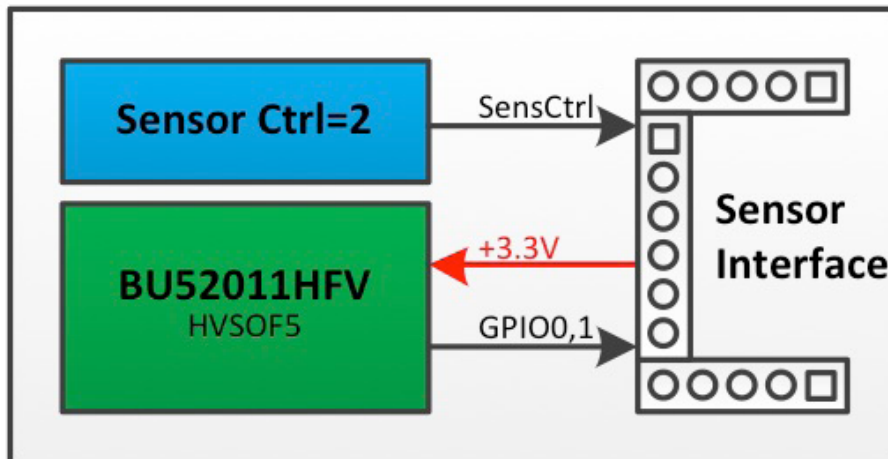 Sensor Ctrl=2
SensCtrl
+3.3V
BU52011HFV
HVSOF5
GPIO0,1
Sensor
Interface